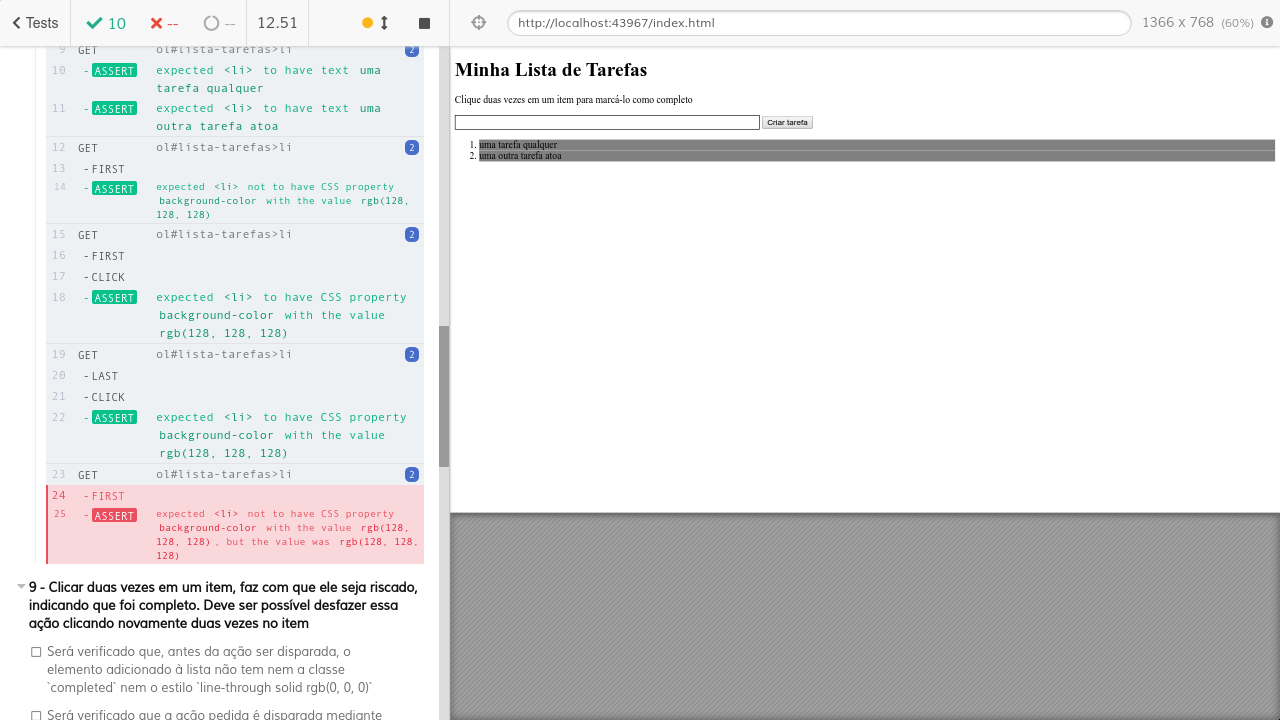 Tests
10
--
--
12.51
http://localhost:43967/index.html
1366 x 768 (60%)
9 GET ol#lista-tarefas>li 2
10 -ASSERT expected <li> to have text uma
tarefa qualquer
11 -ASSERT expected <li> to have text uma
outra tarefa atoa
12 GET ol#lista-tarefas>li 2
13 -FIRST
14 -ASSERT expected <li> not to have CSS property
background-color with the value rgb(128,
128, 128)
15 GET ol#lista-tarefas>li 2
16 -FIRST
17 -CLICK
18 -ASSERT expected <li> to have CSS property
background-color with the value
rgb(128, 128, 128)
19 GET ol#lista-tarefas>li 2
20 -LAST
21 -CLICK
22 -ASSERT expected <li> to have CSS property
background-color with the value
rgb(128, 128, 128)
23 GET ol#lista-tarefas>li 2
24 -FIRST
25 -ASSERT expected <li> not to have CSS property
background-color with the value rgb(128,
128, 128), but the value was rgb(128, 128,
128)
9 - Clicar duas vezes em um item, faz com que ele seja riscado,
indicando que foi completo. Deve ser possível desfazer essa
ação clicando novamente duas vezes no item
Será verificado que, antes da ação ser disparada, o
elemento adicionado à lista não tem nem a classe
`completed` nem o estilo `line-through solid rgb(0, 0, 0)`
Será verificado que a ação pedida é disparada mediante
Minha Lista de Tarefas
Clique duas vezes em um item para marcá-lo como completo
Criar tarefa
1. uma tarefa qualquer
2. uma outra tarefa atoa